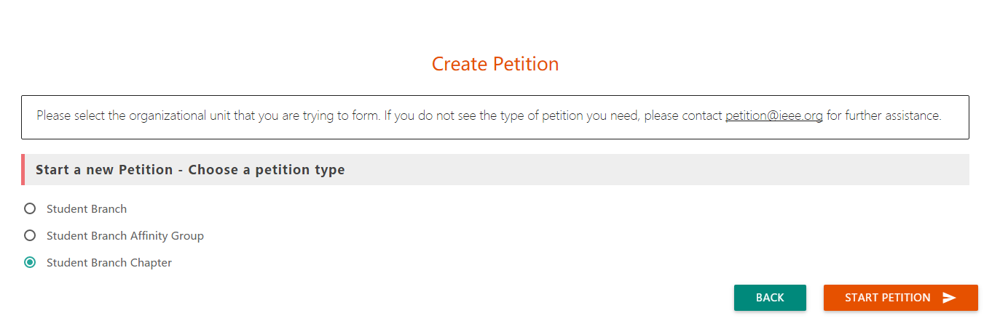 Create Petition
Please select the organizational unit that you are trying to form. If you do not see the type of petition you need, please contact petition@ieee.org for further assistance.
Start a new Petition - Choose a petition type
Student Branch
Student Branch Affinity Group
Student Branch Chapter
BACK
START PETITION